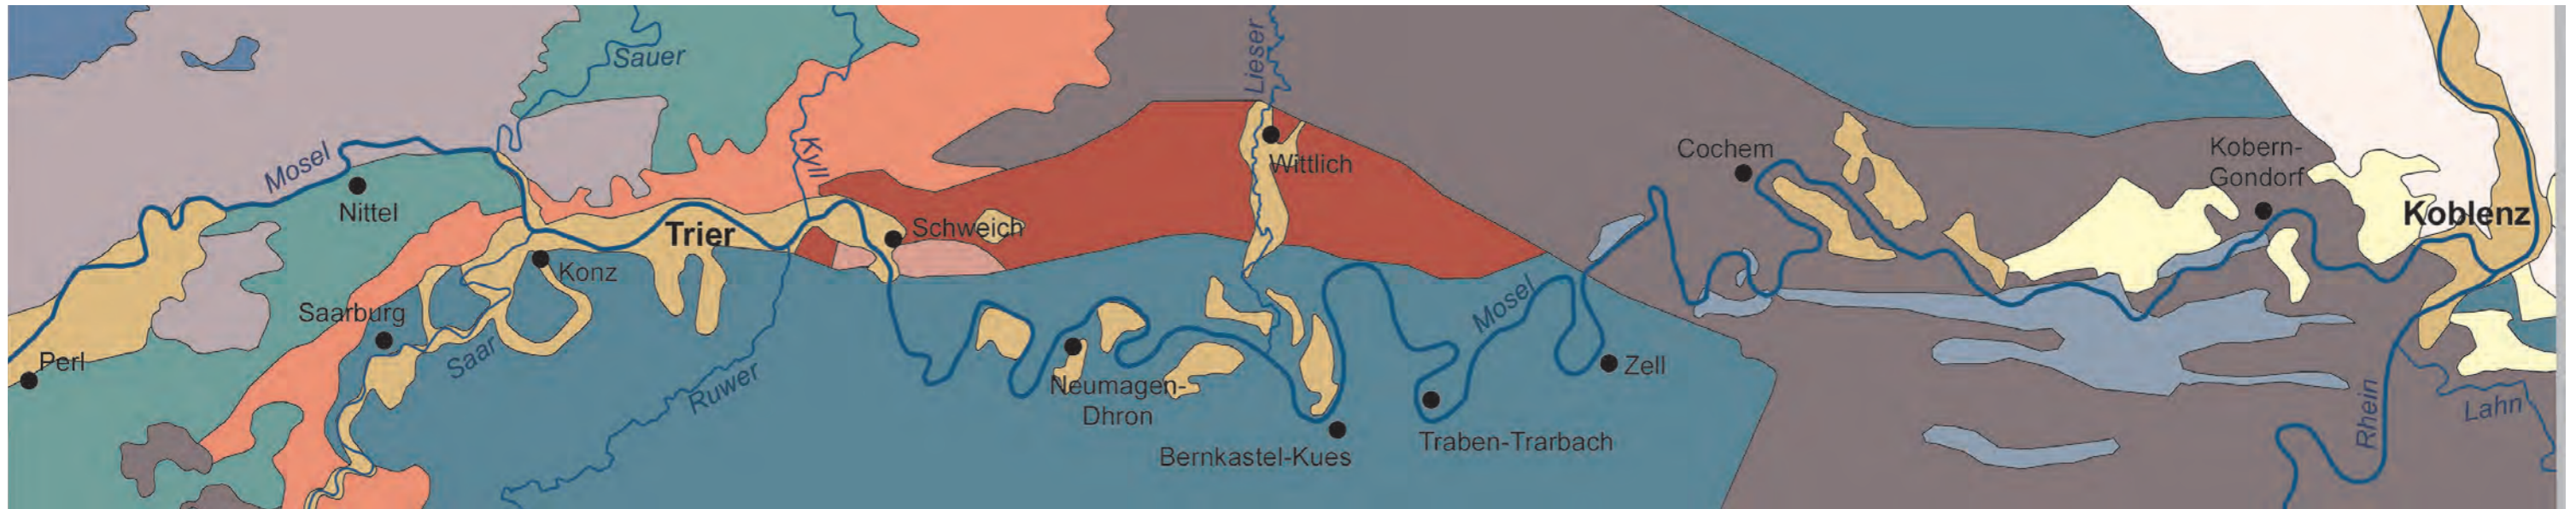 Sauer
Lieser
Mosel
Kyll
Nittel
Wittlich
Cochem
Kobern-
Gondorf
Koblenz
Trier
Schweich
Konz
Saarburg
Perl
Saar
Ruwer
Neumagen-
Dhron
Bernkastel-Kues
Mosel
Traben-Trarbach
Zell
Rhein
Lahn